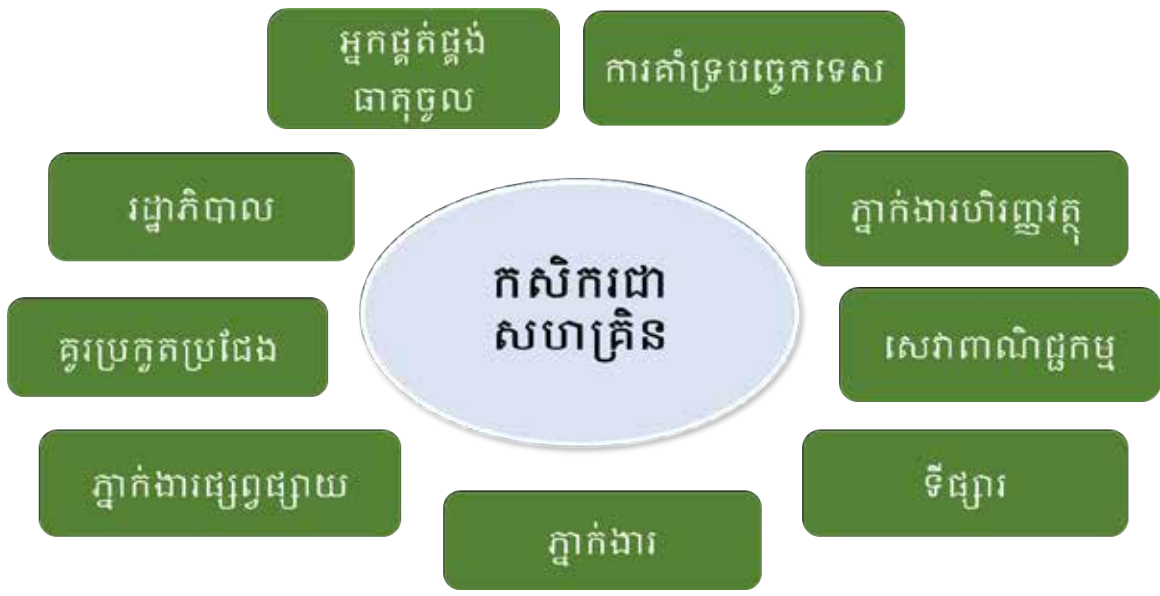 អ្នកផ្គត់ផ្គង់
ធាតុចូល
ការគាំទ្របច្ចេកទេស
រដ្ឋាភិបាល
ភ្នាក់ងារហិរញ្ញវត្ថុ
កសិករជា
សហគ្រិន
គូរប្រកួតប្រជែង
សេវាពាណិជ្ជកម្ម
ភ្នាក់ងារផ្សព្វផ្សាយ
ទីផ្សារ
ភ្នាក់ងារ